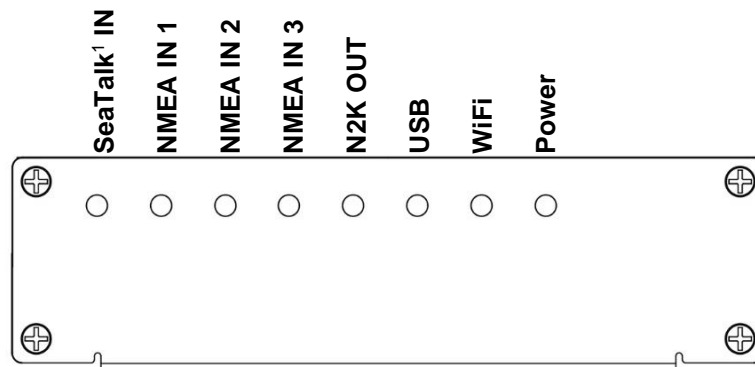 SeaTalk¹ IN
NMEA IN 1
NMEA IN 2
NMEA IN 3
N2K OUT
USB
WiFi
Power